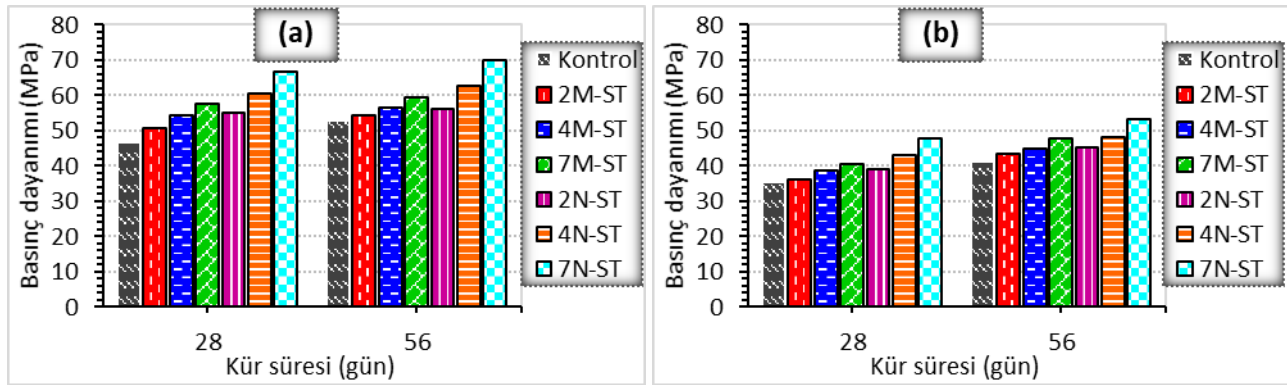 (a)
Basınç dayanımı (MPa)
80
70
60
50
40
30
20
10
0
28
56
Kür süresi (gün)
Kontrol
2M-ST
4M-ST
7M-ST
2N-ST
4N-ST
7N-ST
(b)
Basınç dayanımı (MPa)
80
70
60
50
40
30
20
10
0
28
56
Kür süresi (gün)
Kontrol
2M-ST
4M-ST
7M-ST
2N-ST
4N-ST
7N-ST